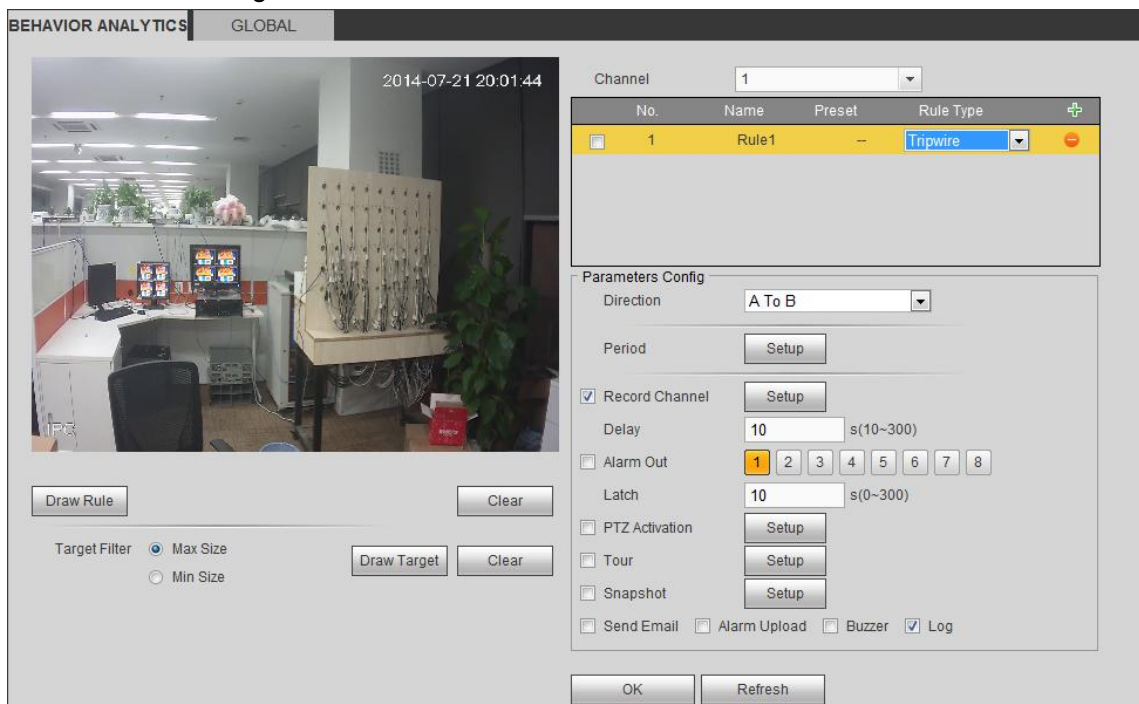 BEHAVIOR ANALYTICS GLOBAL
2014-07-21 20:01:44
IPC
Draw Rule Clear
Target Filter Max Size
Min Size
Draw Target Clear
Channel 1
No. Name Preset Rule Type
1 Rule1 -- Tripwire
Parameters Config
Direction A To B
Period Setup
Record Channel Setup
Delay 10 s(10~300)
Alarm Out 1 2 3 4 5 6 7 8
Latch 10 s(0~300)
PTZ Activation Setup
Tour Setup
Snapshot Setup
Send Email Alarm Upload Buzzer Log
OK Refresh